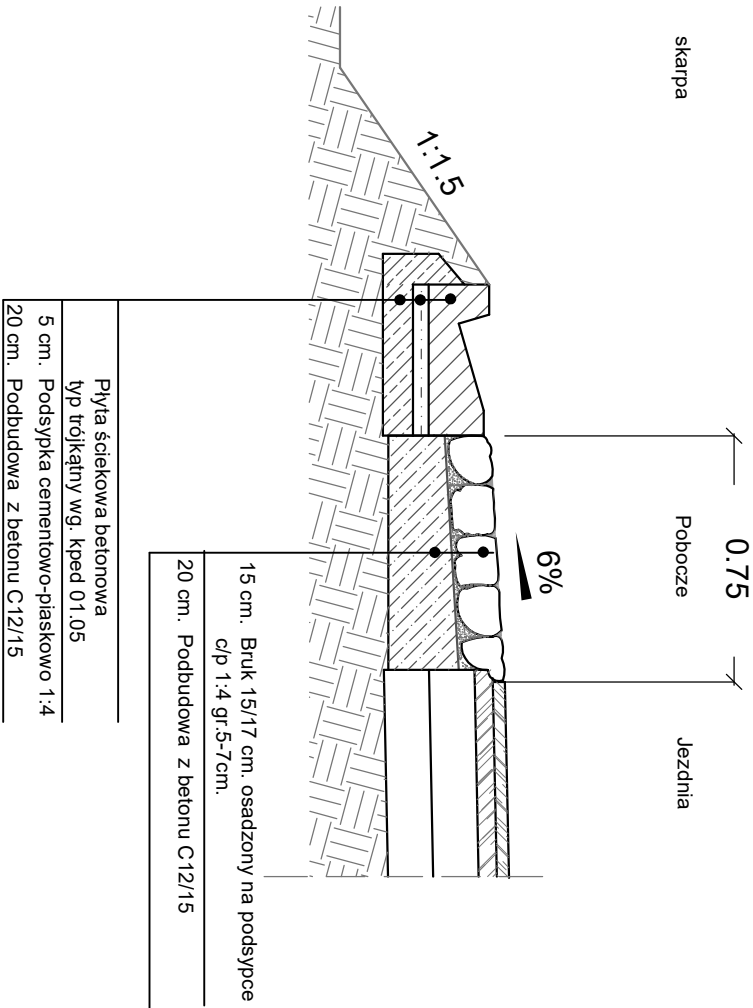 skarpa
0.75
Pobocze
Jezdnia
1:1.5
6%
15 cm. Bruk 15/17 cm. osadzony na podsypce
c/p 1:4 gr.5-7cm.
20 cm. Podbudowa z betonu C12/15
Płyta ściekowa betonowa
typ trójkątny wg. kped 01.05
5 cm. Podsypka cementowo-piaskowo 1:4
20 cm. Podbudowa z betonu C12/15